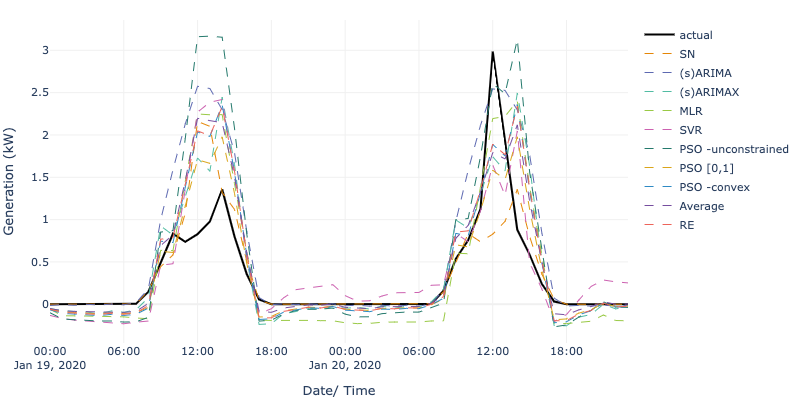 3
2.5
2
1.5
1
0.5
0
Generation (kW)
00:00 06:00 12:00 18:00 00:00 06:00 12:00 18:00
Jan 19, 2020 Jan 20, 2020
Date/ Time
actual
SN
(s)ARIMA
(s)ARIMAX
MLR
SVR
PSO -unconstrained
PSO [0,1]
PSO -convex
Average
RE